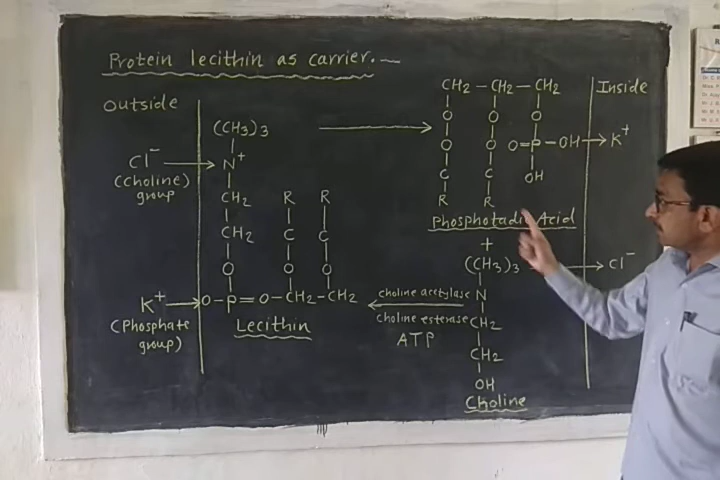 Protein lecithin as carrier.
Outside
(CH3)3
Cl⁻
N⁺
(choline)
group
CH2
CH2
O
R R
C C
O O
K⁺
O-P=O-CH2-CH2
(Phosphate
group)
Lecithin
CH2-CH2-CH2
O O O
O O O=P-OH
C C OH
R R
Phosphotadic Acid
Inside
K⁺
+
(CH3)3
Cl⁻
N
CH2
CH2
OH
Choline
choline acetylase
choline esterase
ATP